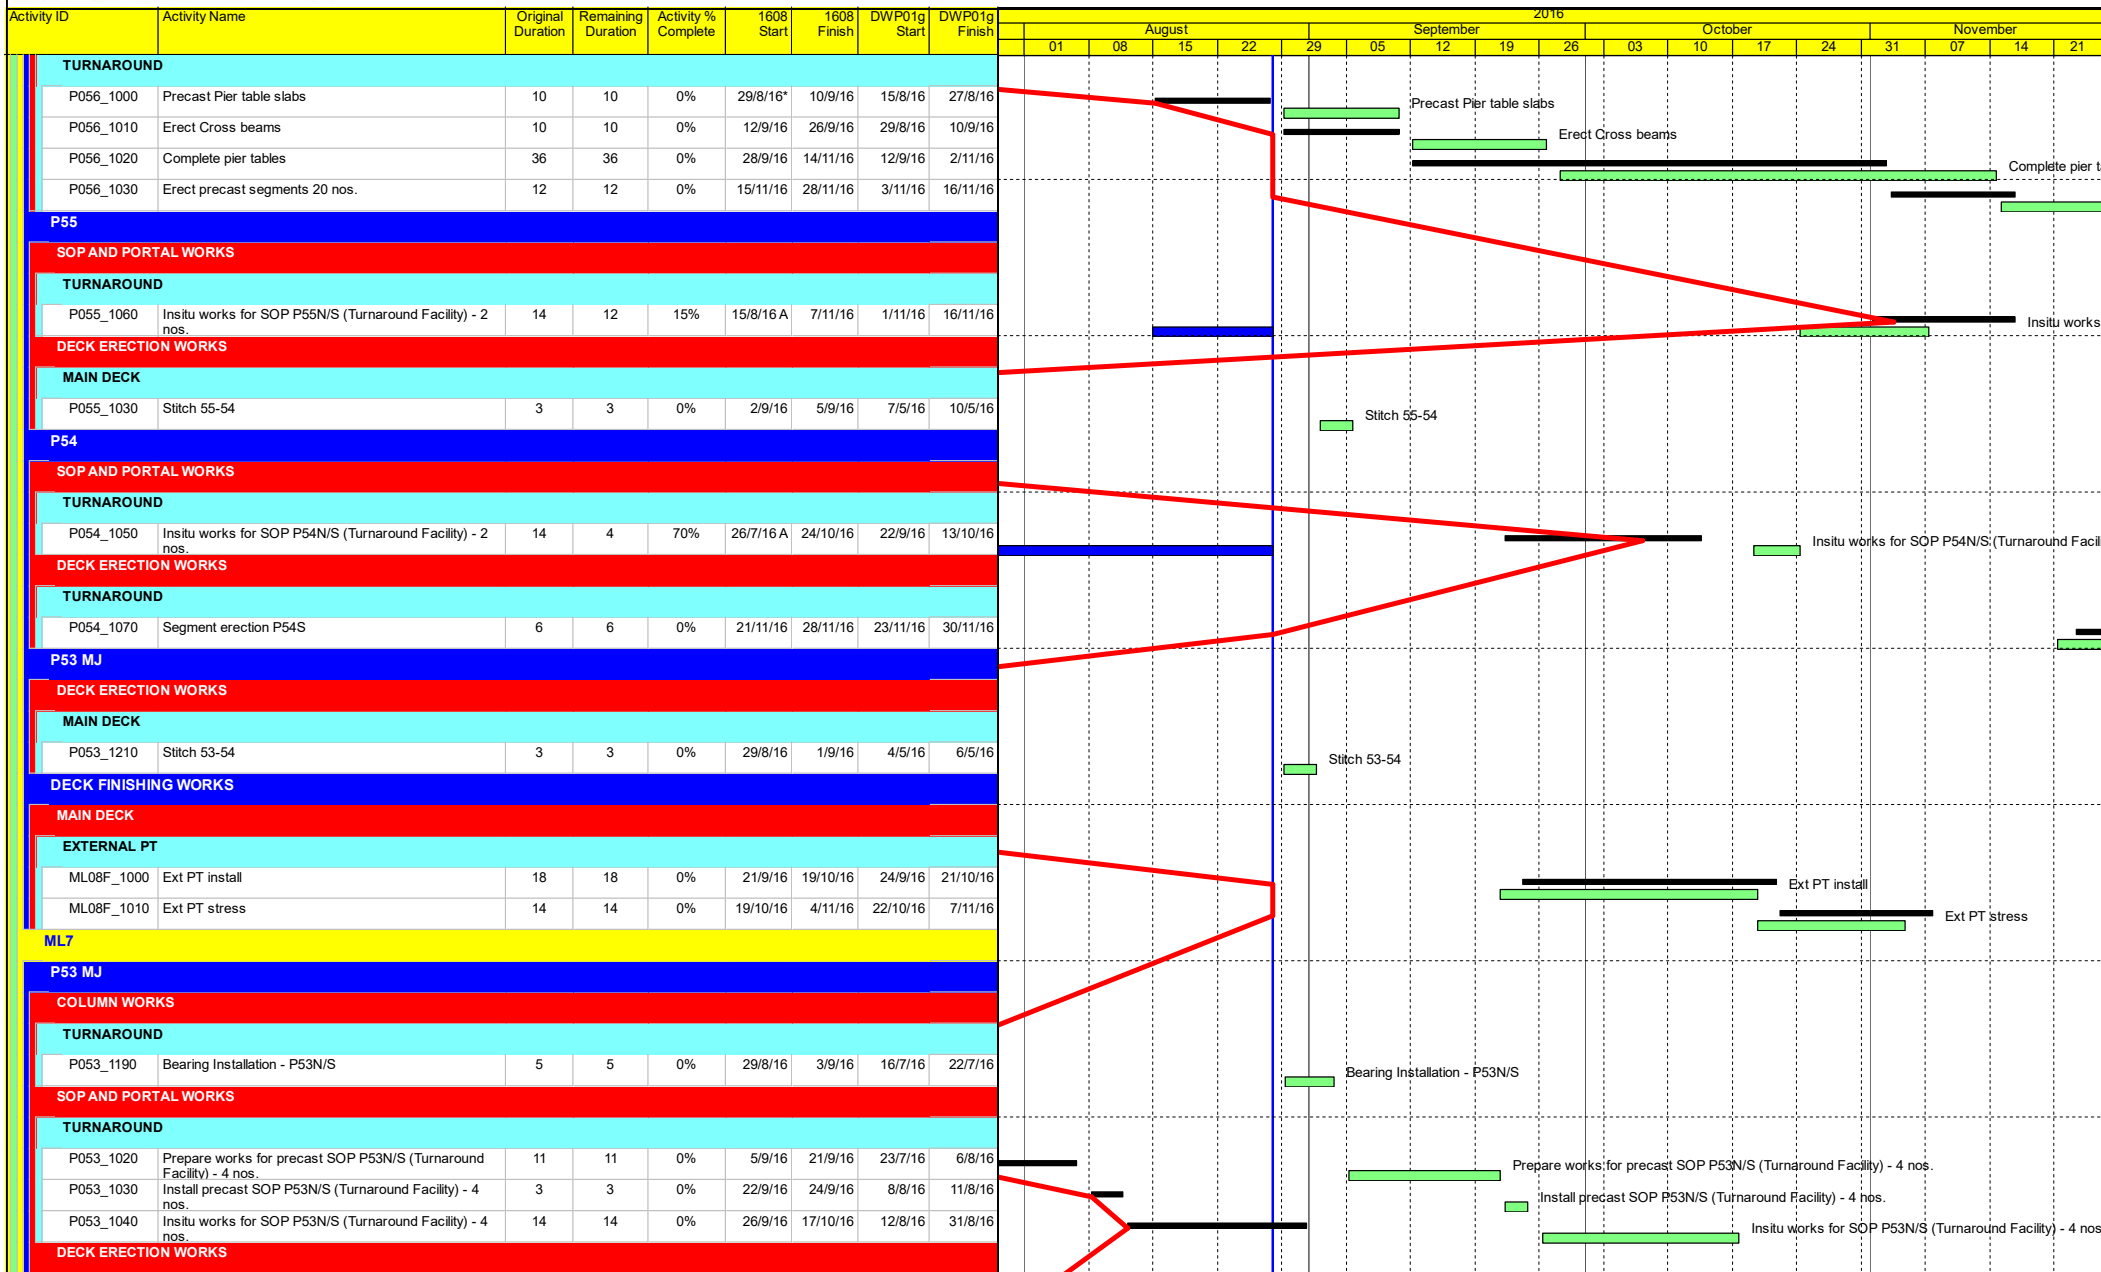 Activity ID Activity Name Original Duration Remaining Duration Activity % Complete 1608 Start 1608 Finish DWP01g Start DWP01g Finish
2016
August September October November
01 08 15 22 29 05 12 19 26 03 10 17 24 31 07 14 21
TURNAROUND
P056_1000 Precast Pier table slabs 10 10 0% 29/8/16* 10/9/16 15/8/16 27/8/16 Precast Pier table slabs
P056_1010 Erect Cross beams 10 10 0% 12/9/16 26/9/16 29/8/16 10/9/16 Erect Cross beams
P056_1020 Complete pier tables 36 36 0% 28/9/16 14/11/16 12/9/16 2/11/16 Complete pier t
P056_1030 Erect precast segments 20 nos. 12 12 0% 15/11/16 28/11/16 3/11/16 16/11/16
P55
SOP AND PORTAL WORKS
TURNAROUND
P055_1060 Insitu works for SOP P55N/S (Turnaround Facility) - 2 14 12 15% 15/8/16 A 7/11/16 1/11/16 16/11/16 Insitu works
nos.
DECK ERECTION WORKS
MAIN DECK
P055_1030 Stitch 55-54 3 3 0% 2/9/16 5/9/16 7/5/16 10/5/16 Stitch 55-54
P54
SOP AND PORTAL WORKS
TURNAROUND
P054_1050 Insitu works for SOP P54N/S (Turnaround Facility) - 2 14 4 70% 26/7/16 A 24/10/16 22/9/16 13/10/16 Insitu works for SOP P54N/S (Turnaround Facil
nos.
DECK ERECTION WORKS
TURNAROUND
P054_1070 Segment erection P54S 6 6 0% 21/11/16 28/11/16 23/11/16 30/11/16
P53 MJ
DECK ERECTION WORKS
MAIN DECK
P053_1210 Stitch 53-54 3 3 0% 29/8/16 1/9/16 4/5/16 6/5/16 Stitch 53-54
DECK FINISHING WORKS
MAIN DECK
EXTERNAL PT
ML08F_1000 Ext PT install 18 18 0% 21/9/16 19/10/16 24/9/16 21/10/16 Ext PT install
ML08F_1010 Ext PT stress 14 14 0% 19/10/16 4/11/16 22/10/16 7/11/16 Ext PT stress
ML7
P53 MJ
COLUMN WORKS
TURNAROUND
P053_1190 Bearing Installation - P53N/S 5 5 0% 29/8/16 3/9/16 16/7/16 22/7/16 Bearing Installation - P53N/S
SOP AND PORTAL WORKS
TURNAROUND
P053_1020 Prepare works for precast SOP P53N/S (Turnaround 11 11 0% 5/9/16 21/9/16 23/7/16 6/8/16 Prepare works for precast SOP P53N/S (Turnaround Facility) - 4 nos.
Facility) - 4 nos.
P053_1030 Install precast SOP P53N/S (Turnaround Facility) - 4 3 3 0% 22/9/16 24/9/16 8/8/16 11/8/16 Install precast SOP P53N/S (Turnaround Facility) - 4 nos.
nos.
P053_1040 Insitu works for SOP P53N/S (Turnaround Facility) - 4 14 14 0% 26/9/16 17/10/16 12/8/16 31/8/16 Insitu works for SOP P53N/S (Turnaround Facility) - 4 nos
nos.
DECK ERECTION WORKS